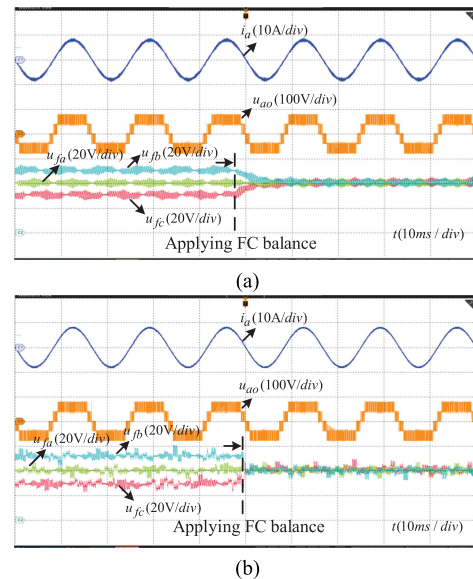 i_a (10A/div)
u_ao (100V/div)
u_fa (20V/div) u_fb (20V/div)
u_fc (20V/div)
Applying FC balance t(10ms / div)
(a)
i_a (10A/div)
u_ao (100V/div)
u_fa (20V/div) u_fb (20V/div)
u_fc (20V/div)
Applying FC balance t(10ms / div)
(b)